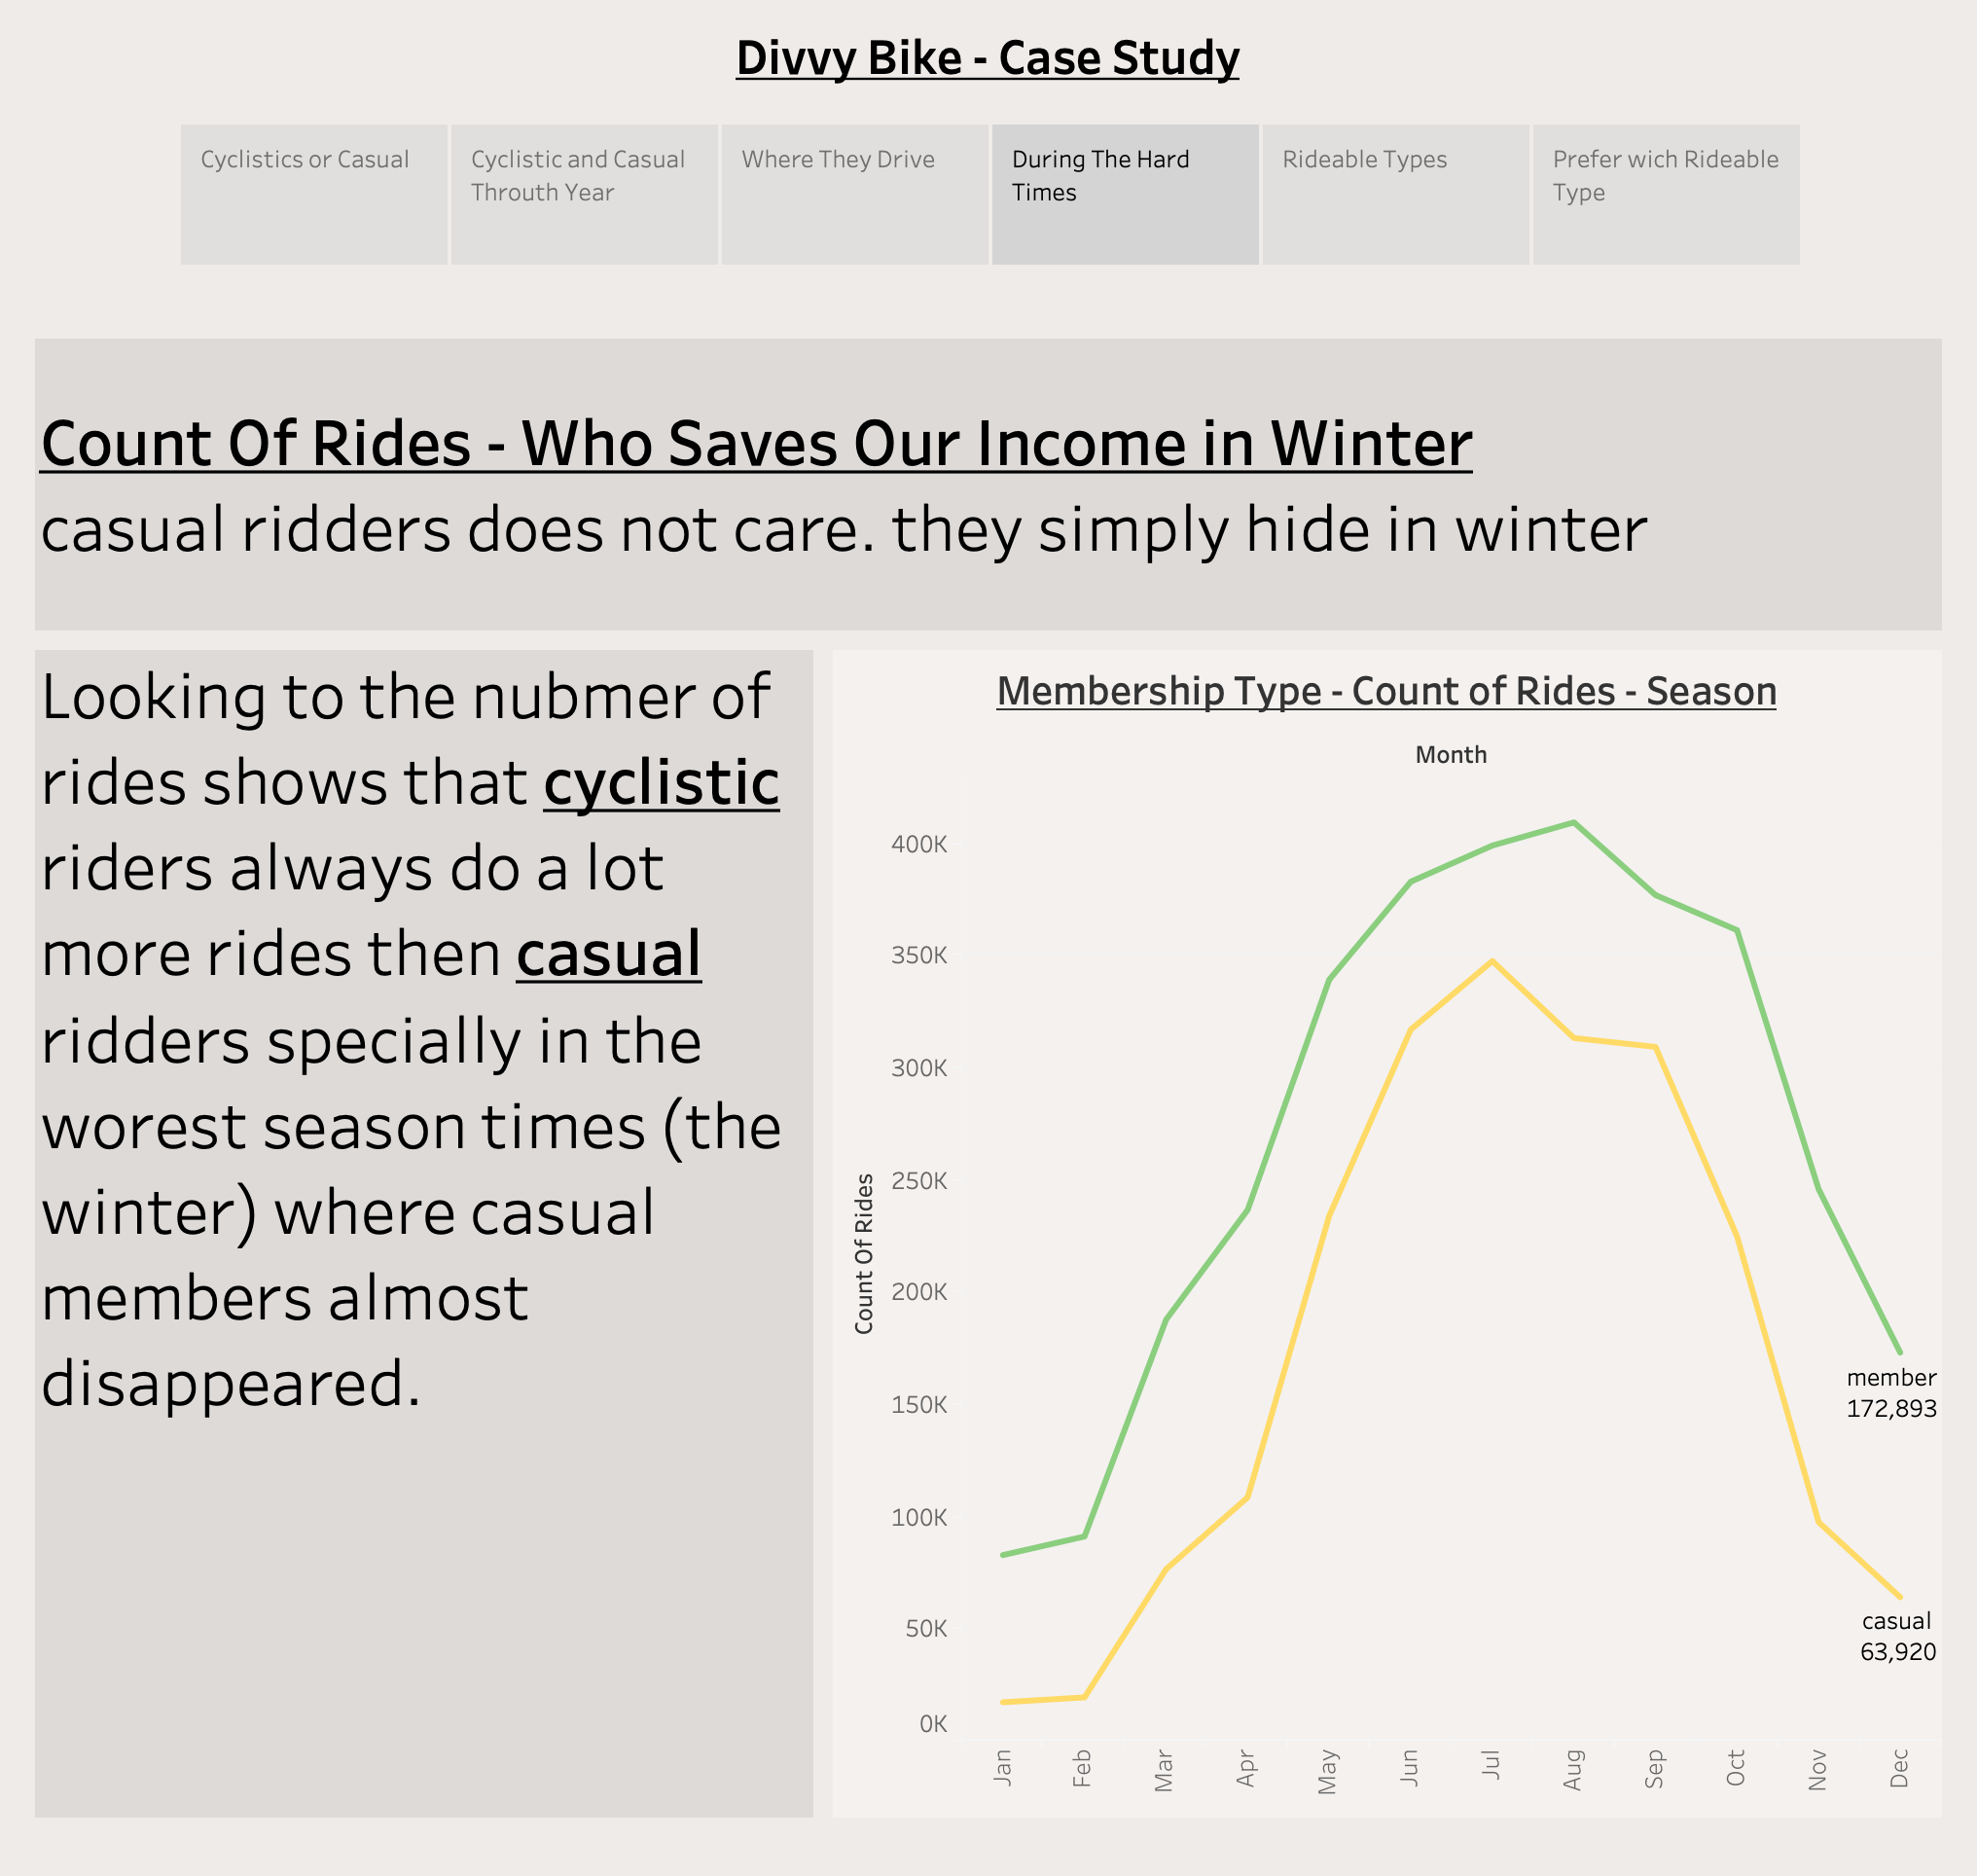 Divvy Bike - Case Study
Cyclistics or Casual
Cyclistic and Casual
Throuth Year
Where They Drive
During The Hard
Times
Rideable Types
Prefer wich Rideable
Type
Count Of Rides - Who Saves Our Income in Winter
casual ridders does not care. they simply hide in winter
Looking to the nubmer of
rides shows that cyclistic
riders always do a lot
more rides then casual
ridders specially in the
worest season times (the
winter) where casual
members almost
disappeared.
Membership Type - Count of Rides - Season
Month
Count Of Rides
400K
350K
300K
250K
200K
150K
100K
50K
0K
member
172,893
casual
63,920
Jan
Feb
Mar
Apr
May
Jun
Jul
Aug
Sep
Oct
Nov
Dec